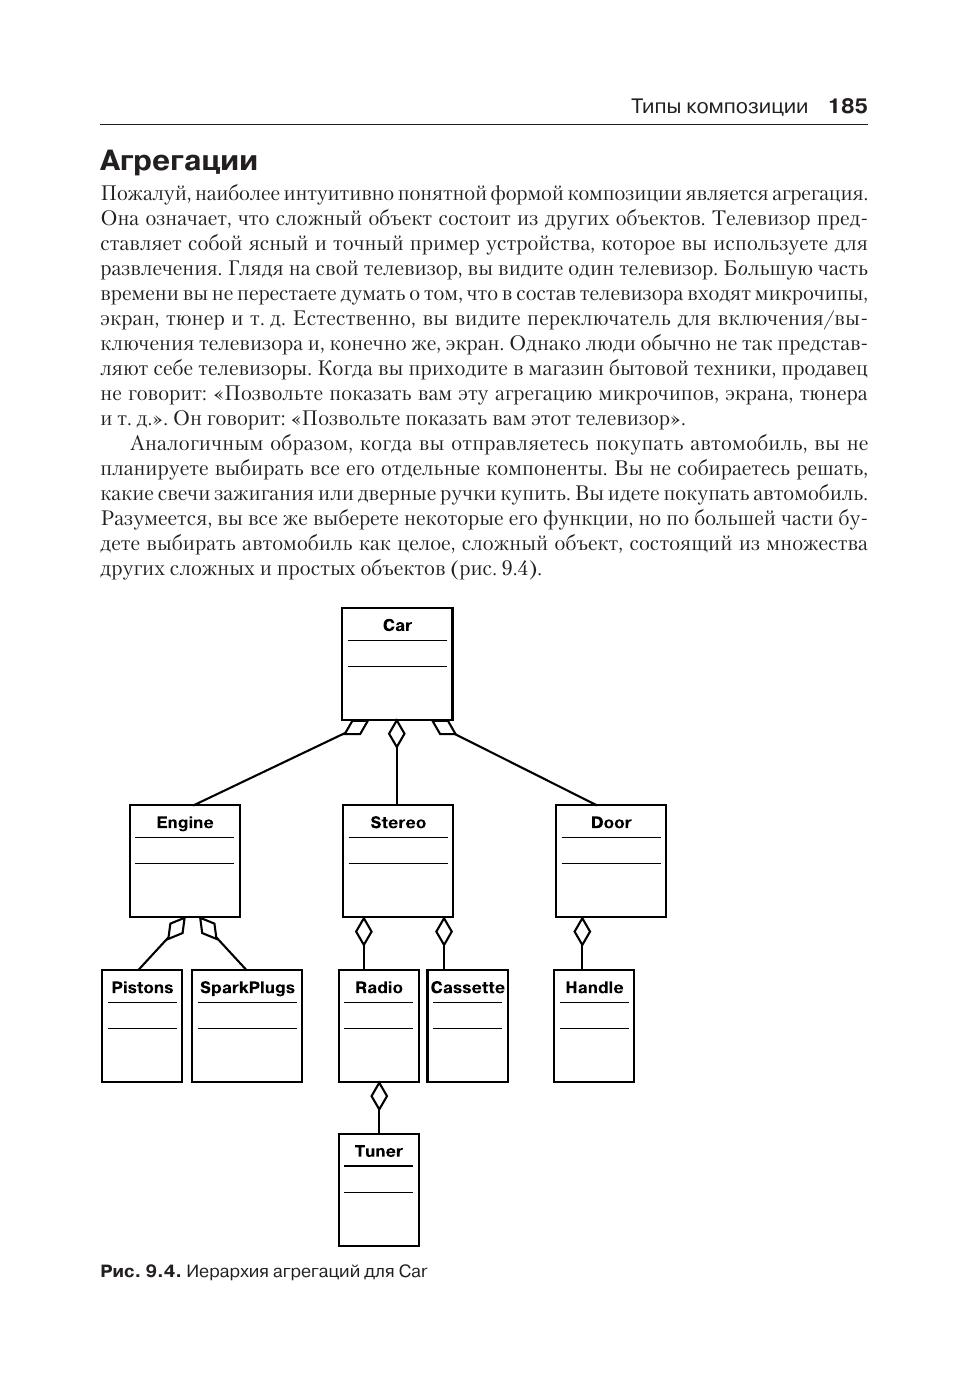 Типы композиции 185
Агрегации
Пожалуй, наиболее интуитивно понятной формой композиции является агрегация.
Она означает, что сложный объект состоит из других объектов. Телевизор пред-
ставляет собой ясный и точный пример устройства, которое вы используете для
развлечения. Глядя на свой телевизор, вы видите один телевизор. Большую часть
времени вы не перестаете думать о том, что в состав телевизора входят микрочипы,
экран, тюнер и т. д. Естественно, вы видите переключатель для включения/вы-
ключения телевизора и, конечно же, экран. Однако люди обычно не так представ-
ляют себе телевизоры. Когда вы приходите в магазин бытовой техники, продавец
не говорит: «Позвольте показать вам эту агрегацию микрочипов, экрана, тюнера
и т. д.». Он говорит: «Позвольте показать вам этот телевизор».
Аналогичным образом, когда вы отправляетесь покупать автомобиль, вы не
планируете выбирать все его отдельные компоненты. Вы не собираетесь решать,
какие свечи зажигания или дверные ручки купить. Вы идете покупать автомобиль.
Разумеется, вы все же выберете некоторые его функции, но по большей части бу-
дете выбирать автомобиль как целое, сложный объект, состоящий из множества
других сложных и простых объектов (рис. 9.4).
Car
Engine Stereo Door
Pistons SparkPlugs Radio Cassette Handle
Tuner
Рис. 9.4. Иерархия агрегаций для Car